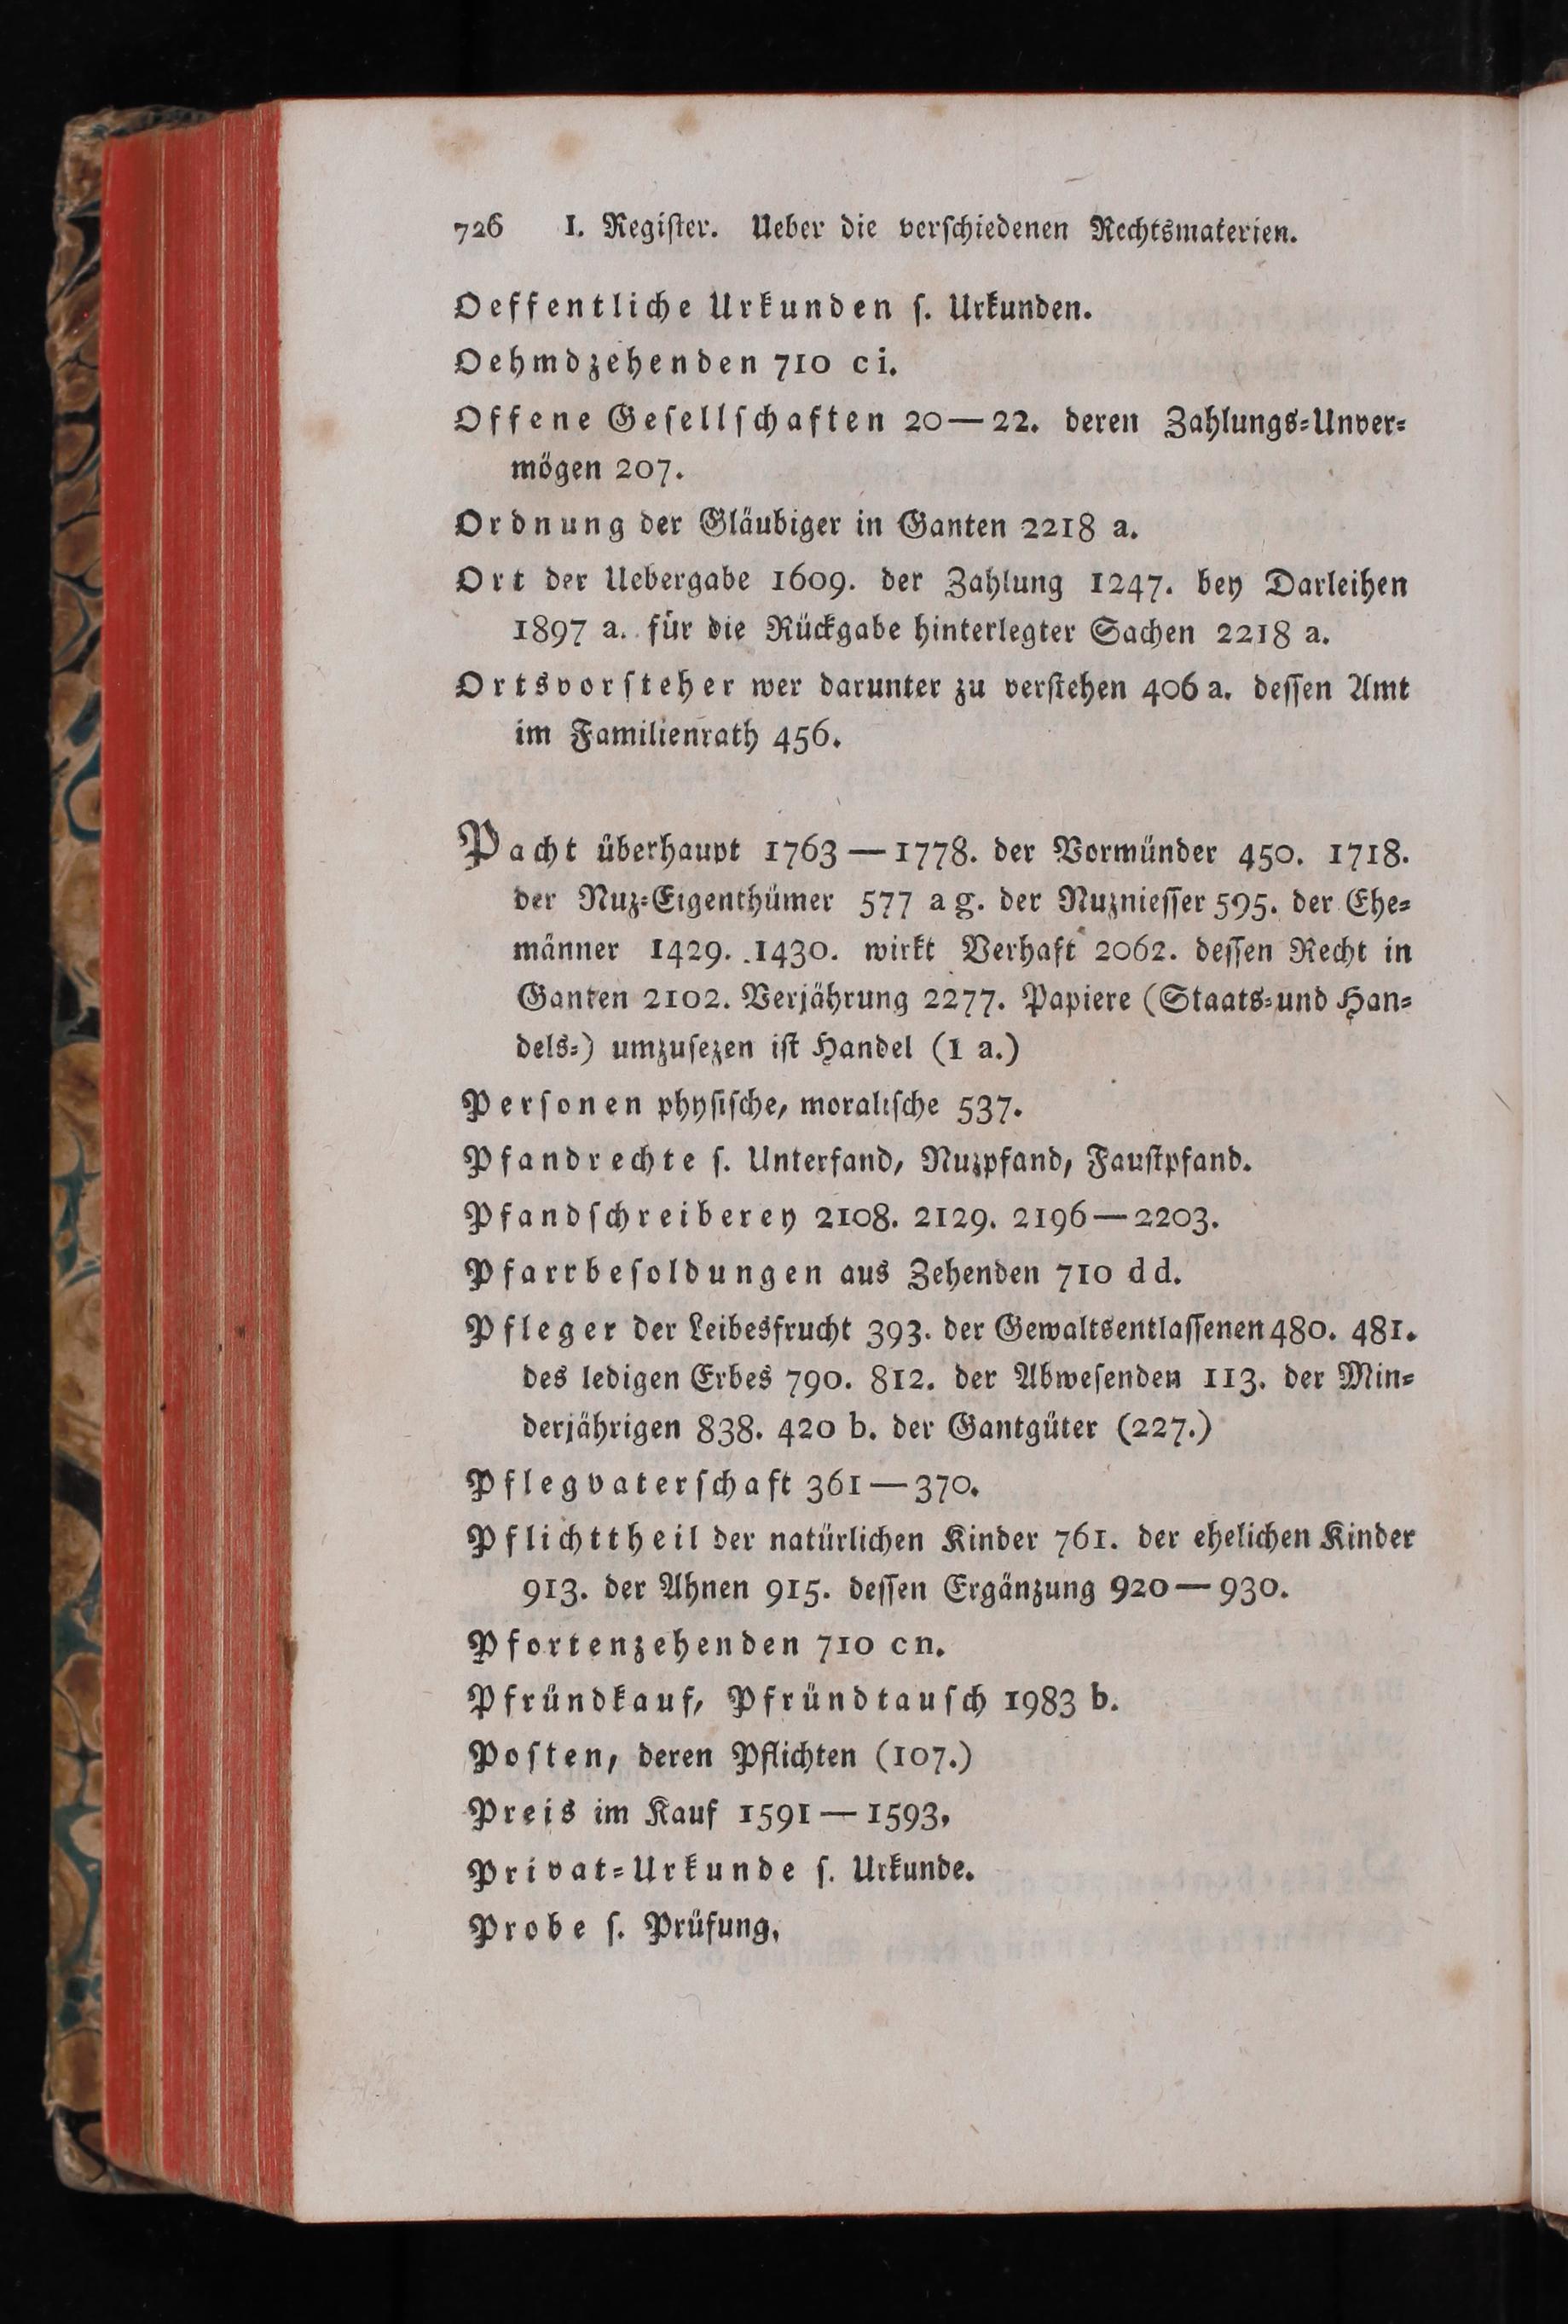 726 I. Regiſter. Ueber die verſchiedenen Rechtsmaterien.
Oeffentliche Urkunden ſ. Urkunden.
Oehmdzehenden 710 ci.
Offene Geſellſchaften 20—22. deren Zahlungs-Unver-
mögen 207.
Ordnung der Gläubiger in Ganten 2218 a.
Ort der Uebergabe 1609. der Zahlung 1247. bey Darleihen
1897 a. für die Rückgabe hinterlegter Sachen 2218 a.
Ortsvorſteher wer darunter zu verſtehen 406 a. deſſen Amt
im Familienrath 456.
Pacht überhaupt 1763—1778. der Vormünder 450. 1718.
der Nuz-Eigenthümer 577 ag. der Nuznieſſer 595. der Ehe-
männer 1429. 1430. wirkt Verhaft 2062. deſſen Recht in
Ganten 2102. Verjährung 2277. Papiere (Staats-und Han-
dels-) umzuſezen iſt Handel (1 a.)
Perſonen phyſiſche, moraliſche 537.
Pfandrechte ſ. Unterfand, Nuzpfand, Fauſtpfand.
Pfandſchreiberey 2108. 2129. 2196—2203.
Pfarrbeſoldungen aus Zehenden 710 dd.
Pfleger der Leibesfrucht 393. der Gewaltsentlaſſenen 480. 481.
des ledigen Erbes 790. 812. der Abweſenden 113. der Min-
derjährigen 838. 420 b. der Gantgüter (227.)
Pflegvaterſchaft 361—370.
Pflichttheil der natürlichen Kinder 761. der ehelichen Kinder
913. der Ahnen 915. deſſen Ergänzung 920—930.
Pfortenzehenden 710 cn.
Pfründkauf, Pfründtauſch 1983 b.
Poſten, deren Pflichten (107.)
Preis im Kauf 1591—1593,
Privat-Urkunde ſ. Urkunde.
Probe ſ. Prüfung,